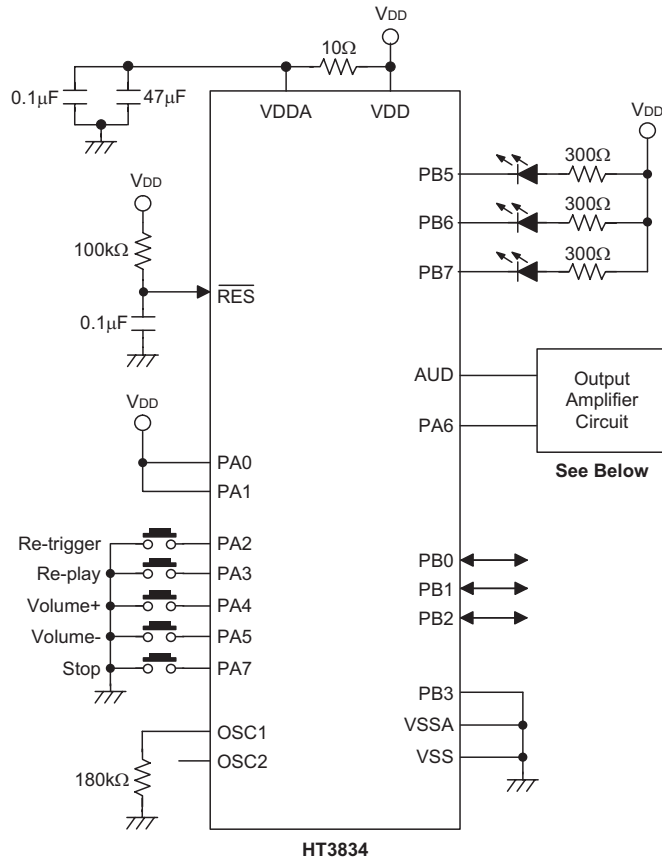 VDD
10Ω
0.1μF
47μF
VDDA
VDD
VDD
PB5
300Ω
PB6
300Ω
PB7
300Ω
VDD
100kΩ
RES
0.1μF
AUD
PA6
Output
Amplifier
Circuit
See Below
VDD
PA0
PA1
Re-trigger
PA2
Re-play
PA3
Volume+
PA4
Volume-
PA5
Stop
PA7
PB0
PB1
PB2
PB3
VSSA
VSS
OSC1
OSC2
180kΩ
HT3834